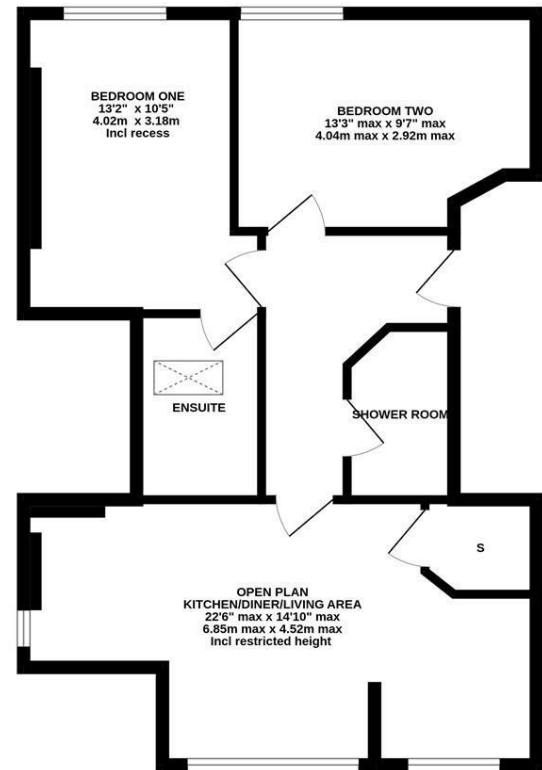 BEDROOM ONE
13'2" x 10'5"
4.02m x 3.18m
Incl recess
BEDROOM TWO
13'3" max x 9'7" max
4.04m max x 2.92m max
ENSUITE
SHOWER ROOM
S
OPEN PLAN
KITCHEN/DINER/LIVING AREA
22'6" max x 14'10" max
6.85m max x 4.52m max
Incl restricted height